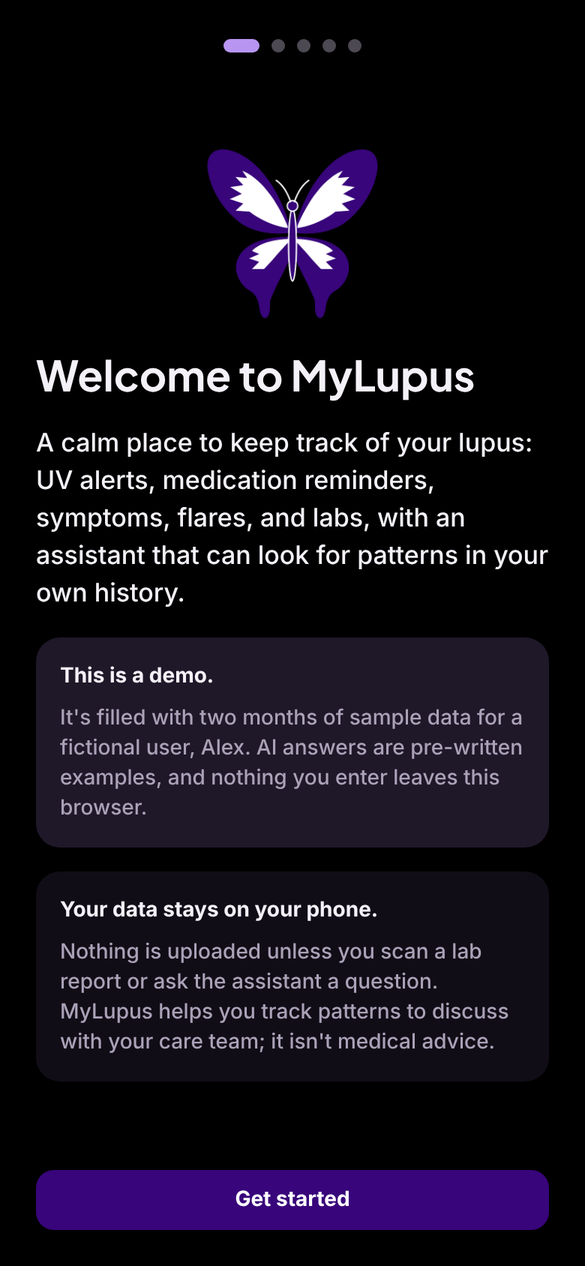 Welcome to MyLupus
A calm place to keep track of your lupus:
UV alerts, medication reminders,
symptoms, flares, and labs, with an
assistant that can look for patterns in your
own history.
This is a demo.
It's filled with two months of sample data for a
fictional user, Alex. AI answers are pre-written
examples, and nothing you enter leaves this
browser.
Your data stays on your phone.
Nothing is uploaded unless you scan a lab
report or ask the assistant a question.
MyLupus helps you track patterns to discuss
with your care team; it isn't medical advice.
Get started